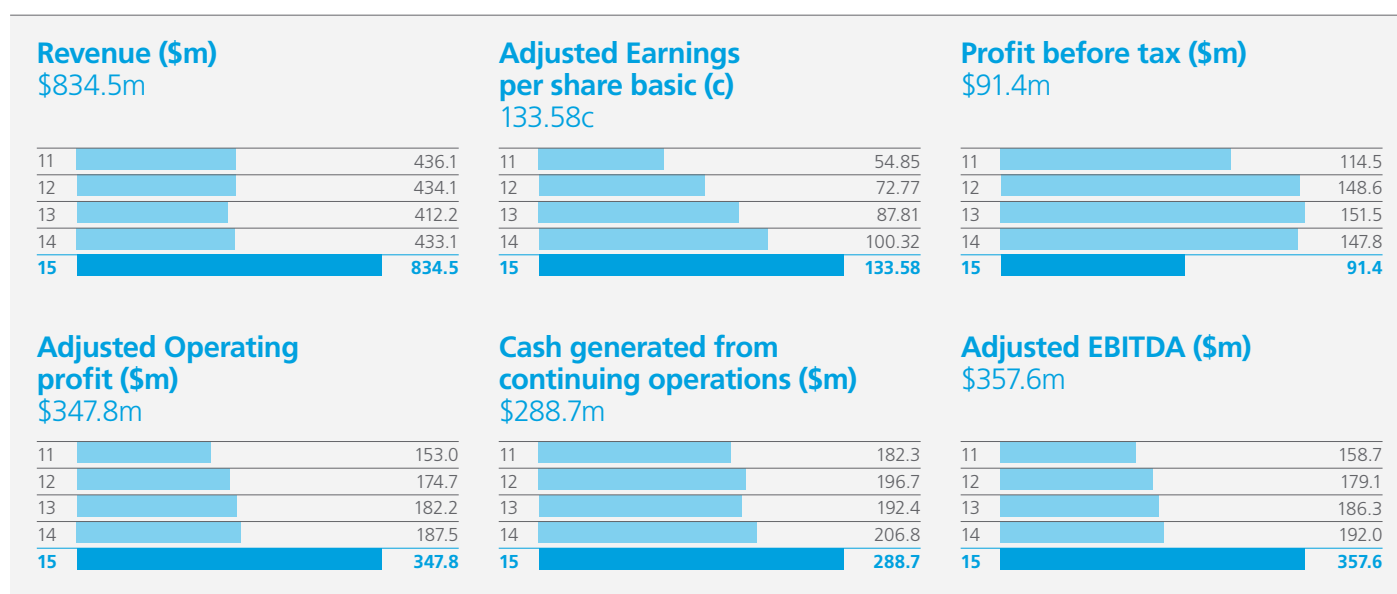 Revenue ($m)
$834.5m
11 436.1
12 434.1
13 412.2
14 433.1
15 834.5
Adjusted Earnings
per share basic (c)
133.58c
11 54.85
12 72.77
13 87.81
14 100.32
15 133.58
Profit before tax ($m)
$91.4m
11 114.5
12 148.6
13 151.5
14 147.8
15 91.4
Adjusted Operating
profit ($m)
$347.8m
11 153.0
12 174.7
13 182.2
14 187.5
15 347.8
Cash generated from
continuing operations ($m)
$288.7m
11 182.3
12 196.7
13 192.4
14 206.8
15 288.7
Adjusted EBITDA ($m)
$357.6m
11 158.7
12 179.1
13 186.3
14 192.0
15 357.6